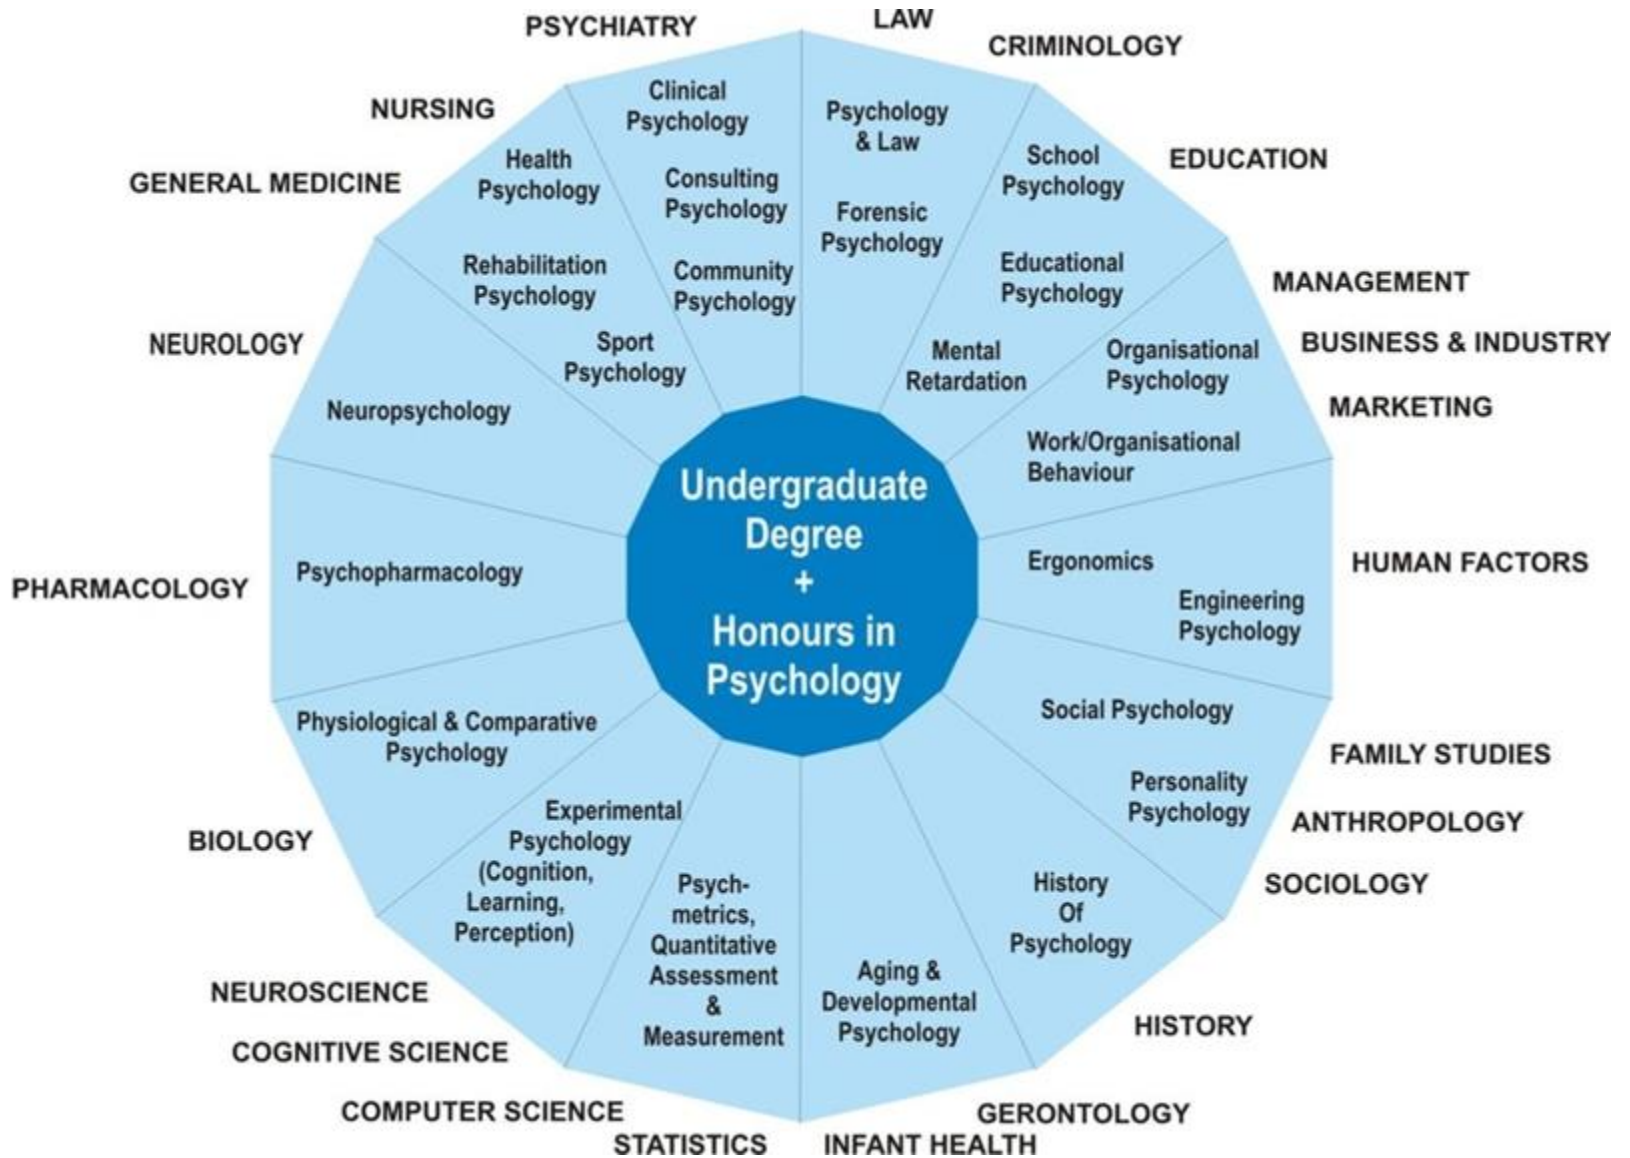 PSYCHIATRY
LAW
CRIMINOLOGY
NURSING
EDUCATION
GENERAL MEDICINE
MANAGEMENT
NEUROLOGY
BUSINESS & INDUSTRY
MARKETING
PHARMACOLOGY
HUMAN FACTORS
FAMILY STUDIES
ANTHROPOLOGY
BIOLOGY
SOCIOLOGY
NEUROSCIENCE
HISTORY
COGNITIVE SCIENCE
COMPUTER SCIENCE
GERONTOLOGY
STATISTICS
INFANT HEALTH
Clinical
Psychology
Consulting
Psychology
Community
Psychology
Psychology
& Law
Forensic
Psychology
School
Psychology
Educational
Psychology
Mental
Retardation
Organisational
Psychology
Work/Organisational
Behaviour
Ergonomics
Engineering
Psychology
Social Psychology
Personality
Psychology
History
Of
Psychology
Aging &
Developmental
Psychology
Psych-
metrics,
Quantitative
Assessment
&
Measurement
Experimental
Psychology
(Cognition,
Learning,
Perception)
Physiological & Comparative
Psychology
Psychopharmacology
Neuropsychology
Health
Psychology
Rehabilitation
Psychology
Sport
Psychology
Undergraduate
Degree
+
Honours in
Psychology